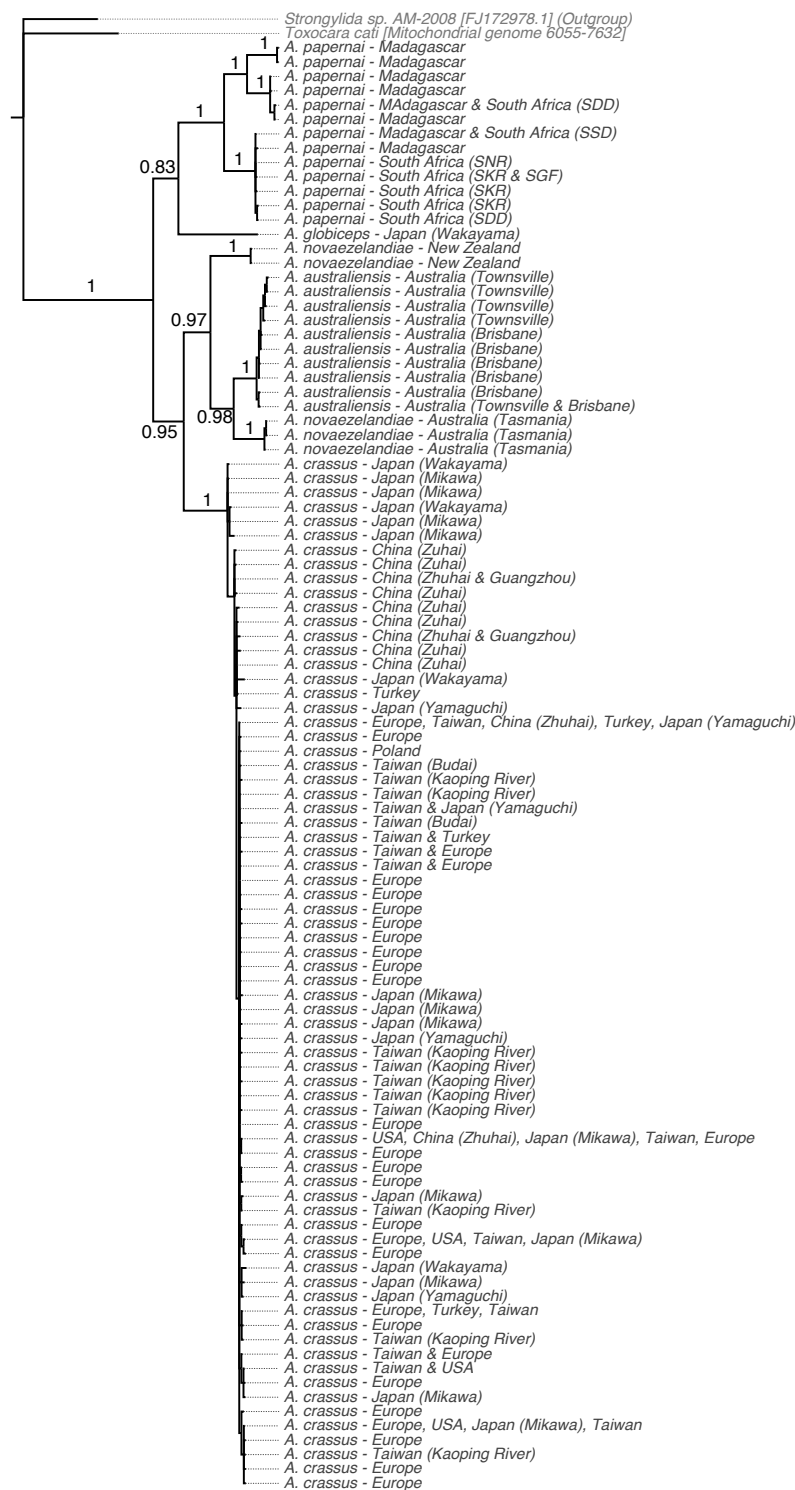 Strongylida sp. AM-2008 [FJ172978.1] (Outgroup)
Toxocara cati [Mitochondrial genome 6055-7632]
1 A. papernai - Madagascar
A. papernai - Madagascar
1 A. papernai - Madagascar
1 A. papernai - Madagascar
A. papernai - MAdagascar & South Africa (SDD)
1 A. papernai - Madagascar
A. papernai - Madagascar & South Africa (SSD)
A. papernai - Madagascar
1 A. papernai - South Africa (SNR)
0.83 A. papernai - South Africa (SKR & SGF)
A. papernai - South Africa (SKR)
A. papernai - South Africa (SKR)
A. papernai - South Africa (SDD)
A. globiceps - Japan (Wakayama)
1 A. novaezelandiae - New Zealand
A. novaezelandiae - New Zealand
A. australiensis - Australia (Townsville)
1 A. australiensis - Australia (Townsville)
A. australiensis - Australia (Townsville)
0.97 A. australiensis - Australia (Townsville)
A. australiensis - Australia (Brisbane)
A. australiensis - Australia (Brisbane)
1 A. australiensis - Australia (Brisbane)
A. australiensis - Australia (Brisbane)
A. australiensis - Australia (Brisbane)
0.98 A. australiensis - Australia (Townsville & Brisbane)
A. novaezelandiae - Australia (Tasmania)
0.95 1 A. novaezelandiae - Australia (Tasmania)
A. novaezelandiae - Australia (Tasmania)
A. crassus - Japan (Wakayama)
A. crassus - Japan (Mikawa)
A. crassus - Japan (Mikawa)
1 A. crassus - Japan (Wakayama)
A. crassus - Japan (Mikawa)
A. crassus - Japan (Mikawa)
A. crassus - China (Zuhai)
A. crassus - China (Zuhai)
A. crassus - China (Zhuhai & Guangzhou)
A. crassus - China (Zuhai)
A. crassus - China (Zuhai)
A. crassus - China (Zuhai)
A. crassus - China (Zhuhai & Guangzhou)
A. crassus - China (Zuhai)
A. crassus - China (Zuhai)
A. crassus - Japan (Wakayama)
A. crassus - Turkey
A. crassus - Japan (Yamaguchi)
A. crassus - Europe, Taiwan, China (Zhuhai), Turkey, Japan (Yamaguchi)
A. crassus - Europe
A. crassus - Poland
A. crassus - Taiwan (Budai)
A. crassus - Taiwan (Kaoping River)
A. crassus - Taiwan (Kaoping River)
A. crassus - Taiwan & Japan (Yamaguchi)
A. crassus - Taiwan (Budai)
A. crassus - Taiwan & Turkey
A. crassus - Taiwan & Europe
A. crassus - Taiwan & Europe
A. crassus - Europe
A. crassus - Europe
A. crassus - Europe
A. crassus - Europe
A. crassus - Europe
A. crassus - Europe
A. crassus - Europe
A. crassus - Europe
A. crassus - Japan (Mikawa)
A. crassus - Japan (Mikawa)
A. crassus - Japan (Mikawa)
A. crassus - Japan (Yamaguchi)
A. crassus - Taiwan (Kaoping River)
A. crassus - Taiwan (Kaoping River)
A. crassus - Taiwan (Kaoping River)
A. crassus - Taiwan (Kaoping River)
A. crassus - Taiwan (Kaoping River)
A. crassus - Europe
A. crassus - USA, China (Zhuhai), Japan (Mikawa), Taiwan, Europe
A. crassus - Europe
A. crassus - Europe
A. crassus - Europe
A. crassus - Japan (Mikawa)
A. crassus - Taiwan (Kaoping River)
A. crassus - Europe
A. crassus - Europe, USA, Taiwan, Japan (Mikawa)
A. crassus - Europe
A. crassus - Japan (Wakayama)
A. crassus - Japan (Mikawa)
A. crassus - Japan (Yamaguchi)
A. crassus - Europe, Turkey, Taiwan
A. crassus - Europe
A. crassus - Taiwan (Kaoping River)
A. crassus - Taiwan & Europe
A. crassus - Taiwan & USA
A. crassus - Europe
A. crassus - Japan (Mikawa)
A. crassus - Europe
A. crassus - Europe, USA, Japan (Mikawa), Taiwan
A. crassus - Europe
A. crassus - Taiwan (Kaoping River)
A. crassus - Europe
A. crassus - Europe